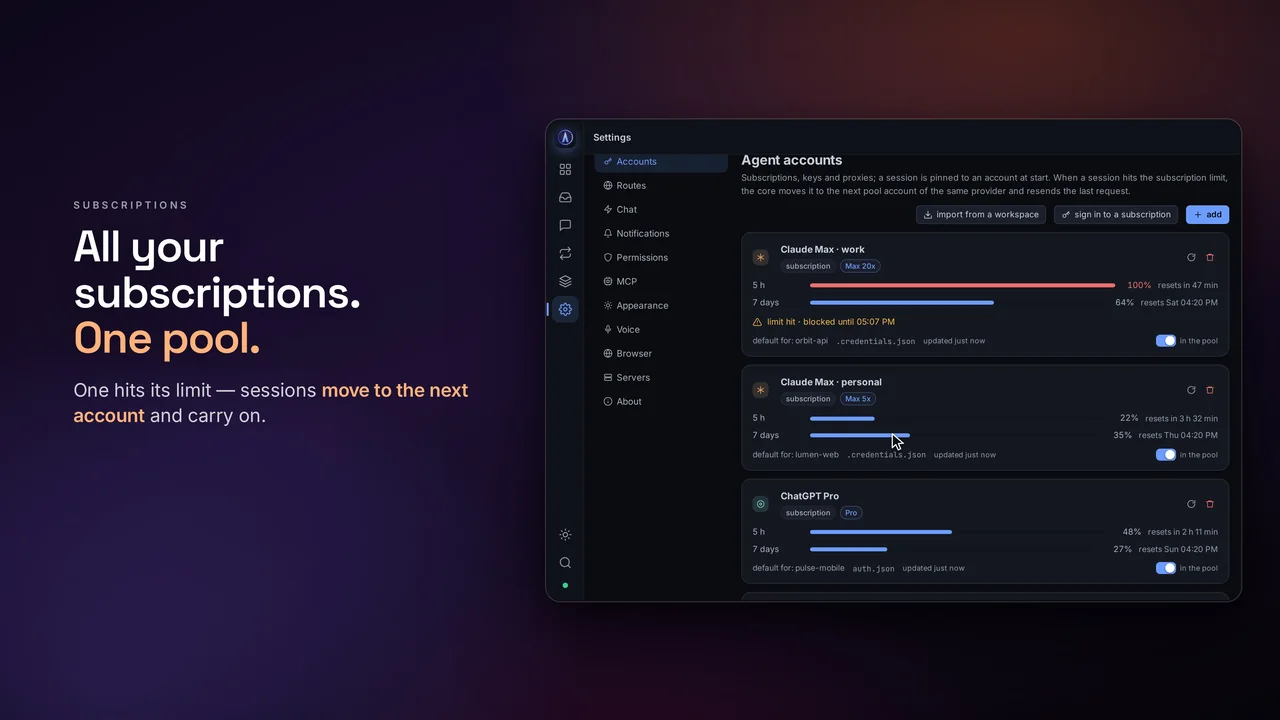 SUBSCRIPTIONS
All your
subscriptions.
One pool.
One hits its limit — sessions move to the next
account and carry on.
Settings
Accounts
Routes
Chat
Notifications
Permissions
MCP
Appearance
Voice
Browser
Servers
About
Agent accounts
Subscriptions, keys and proxies; a session is pinned to an account at start. When a session hits the subscription limit,
the core moves it to the next pool account of the same provider and resends the last request.
import from a workspace
sign in to a subscription
+ add
Claude Max · work
subscription Max 20x
5 h 100% resets in 47 min
7 days 64% resets Sat 04:20 PM
limit hit · blocked until 05:07 PM
default for: orbit-api .credentials.json updated just now in the pool
Claude Max · personal
subscription Max 5x
5 h 22% resets in 3 h 32 min
7 days 35% resets Thu 04:20 PM
default for: lumen-web .credentials.json updated just now in the pool
ChatGPT Pro
subscription Pro
5 h 48% resets in 2 h 11 min
7 days 27% resets Sun 04:20 PM
default for: pulse-mobile auth.json updated just now in the pool